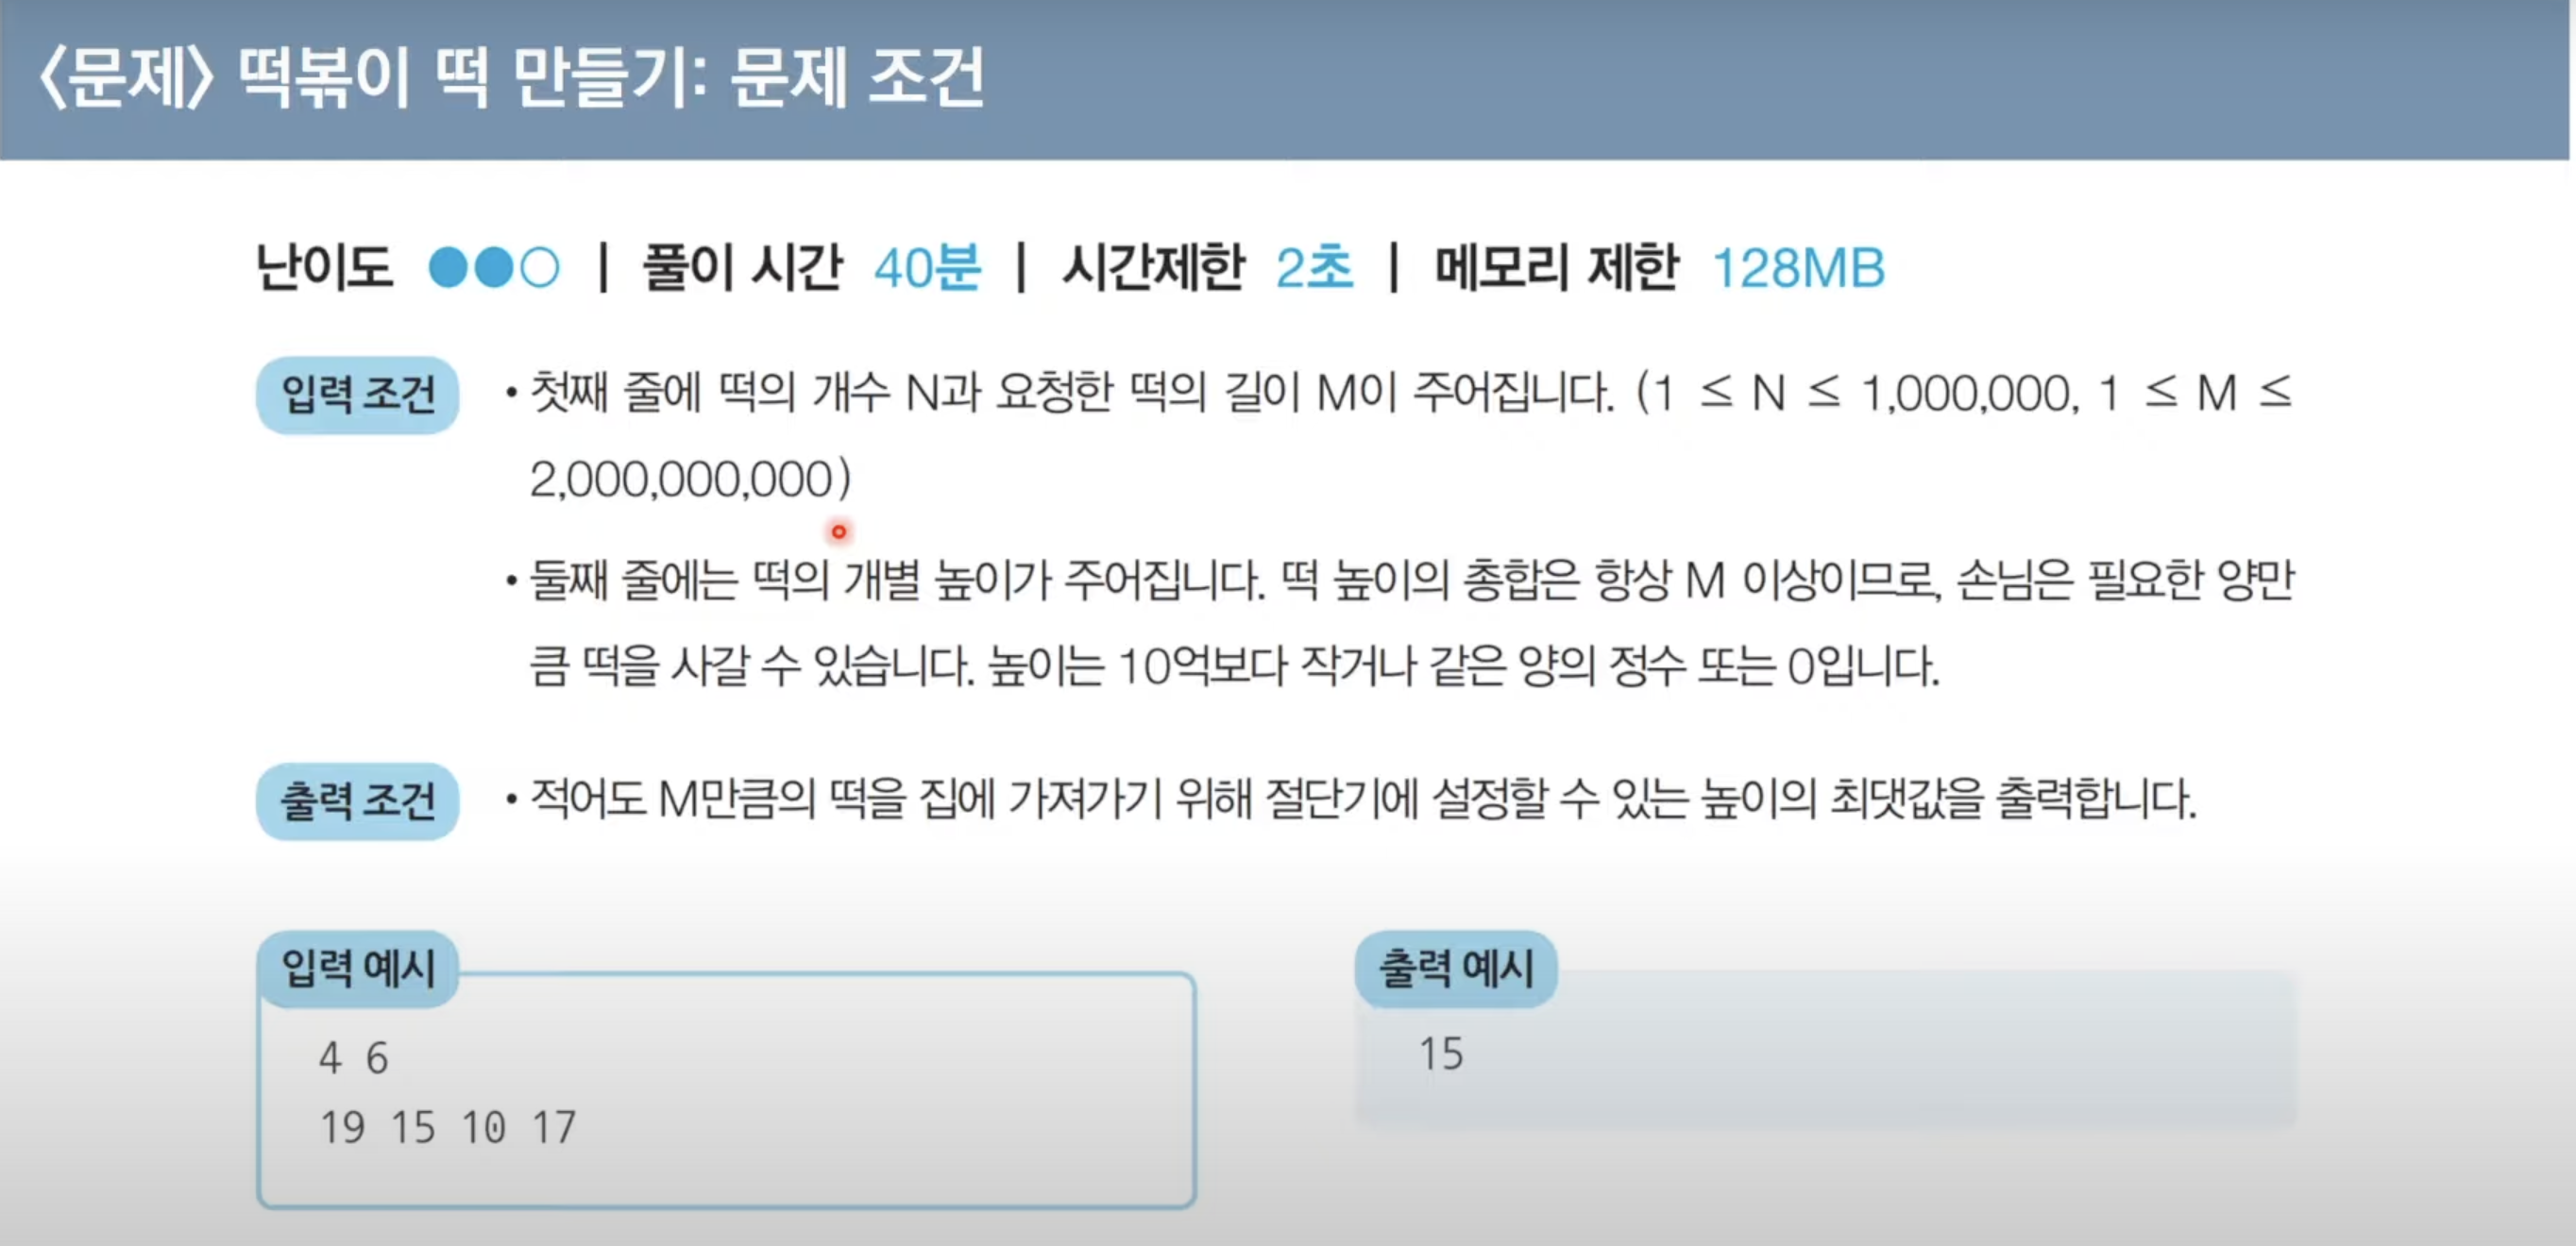 〈문제〉 떡볶이 떡 만들기: 문제 조건
난이도 ●●○ | 풀이 시간 40분 | 시간제한 2초 | 메모리 제한 128MB
입력 조건
• 첫째 줄에 떡의 개수 N과 요청한 떡의 길이 M이 주어집니다. (1 ≤ N ≤ 1,000,000, 1 ≤ M ≤
2,000,000,000)
• 둘째 줄에는 떡의 개별 높이가 주어집니다. 떡 높이의 총합은 항상 M 이상이므로, 손님은 필요한 양만
큼 떡을 사갈 수 있습니다. 높이는 10억보다 작거나 같은 양의 정수 또는 0입니다.
출력 조건
• 적어도 M만큼의 떡을 집에 가져가기 위해 절단기에 설정할 수 있는 높이의 최댓값을 출력합니다.
입력 예시
4 6
19 15 10 17
출력 예시
15